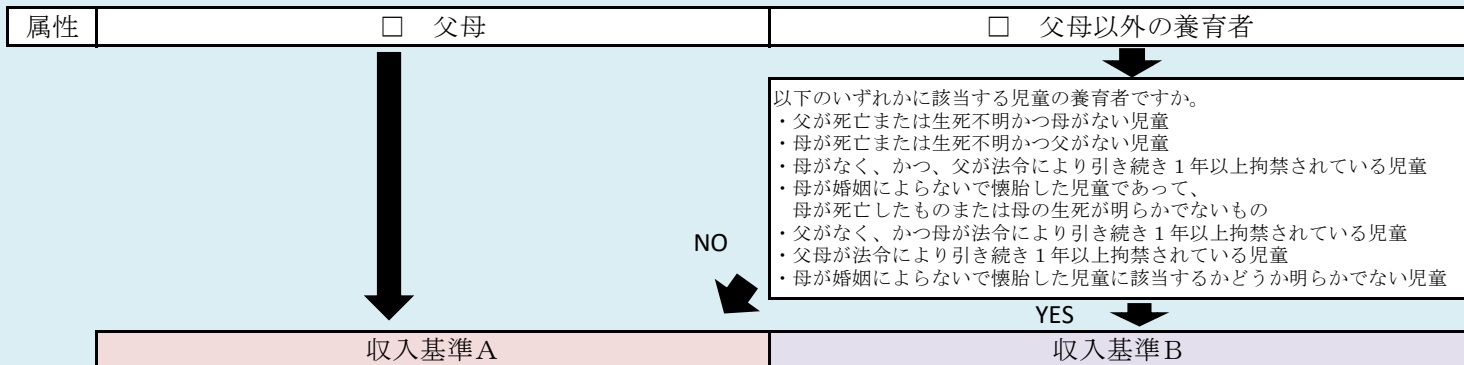 属性
□ 父母
□ 父母以外の養育者
以下のいずれかに該当する児童の養育者ですか。
・父が死亡または生死不明かつ母がない児童
・母が死亡または生死不明かつ父がない児童
・母がなく、かつ、父が法令により引き続き１年以上拘禁されている児童
・母が婚姻によらないで懐胎した児童であって、
母が死亡したものまたは母の生死が明らかでないもの
・父がなく、かつ母が法令により引き続き１年以上拘禁されている児童
・父母が法令により引き続き１年以上拘禁されている児童
・母が婚姻によらないで懐胎した児童に該当するかどうか明らかでない児童
NO
YES
収入基準A
収入基準B